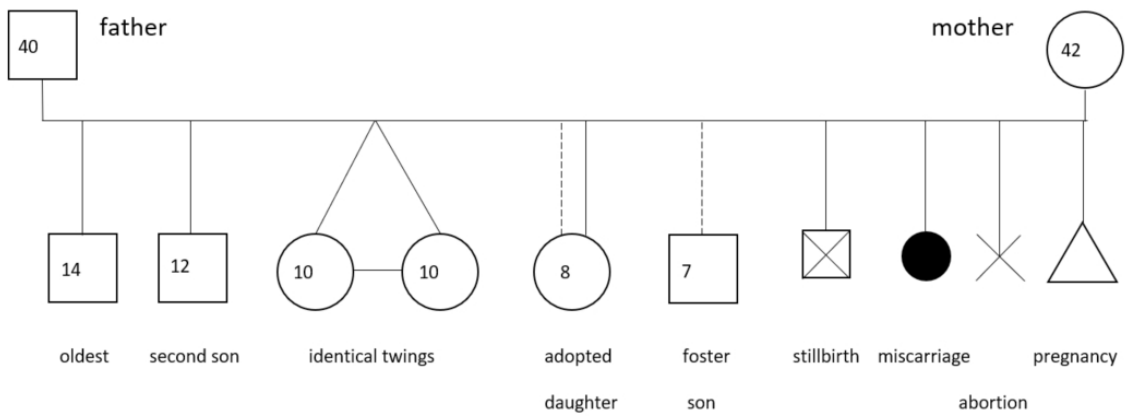 father
mother
40
42
14
12
10
10
8
7
oldest
second son
identical twings
adopted
foster
stillbirth
miscarriage
pregnancy
daughter
son
abortion